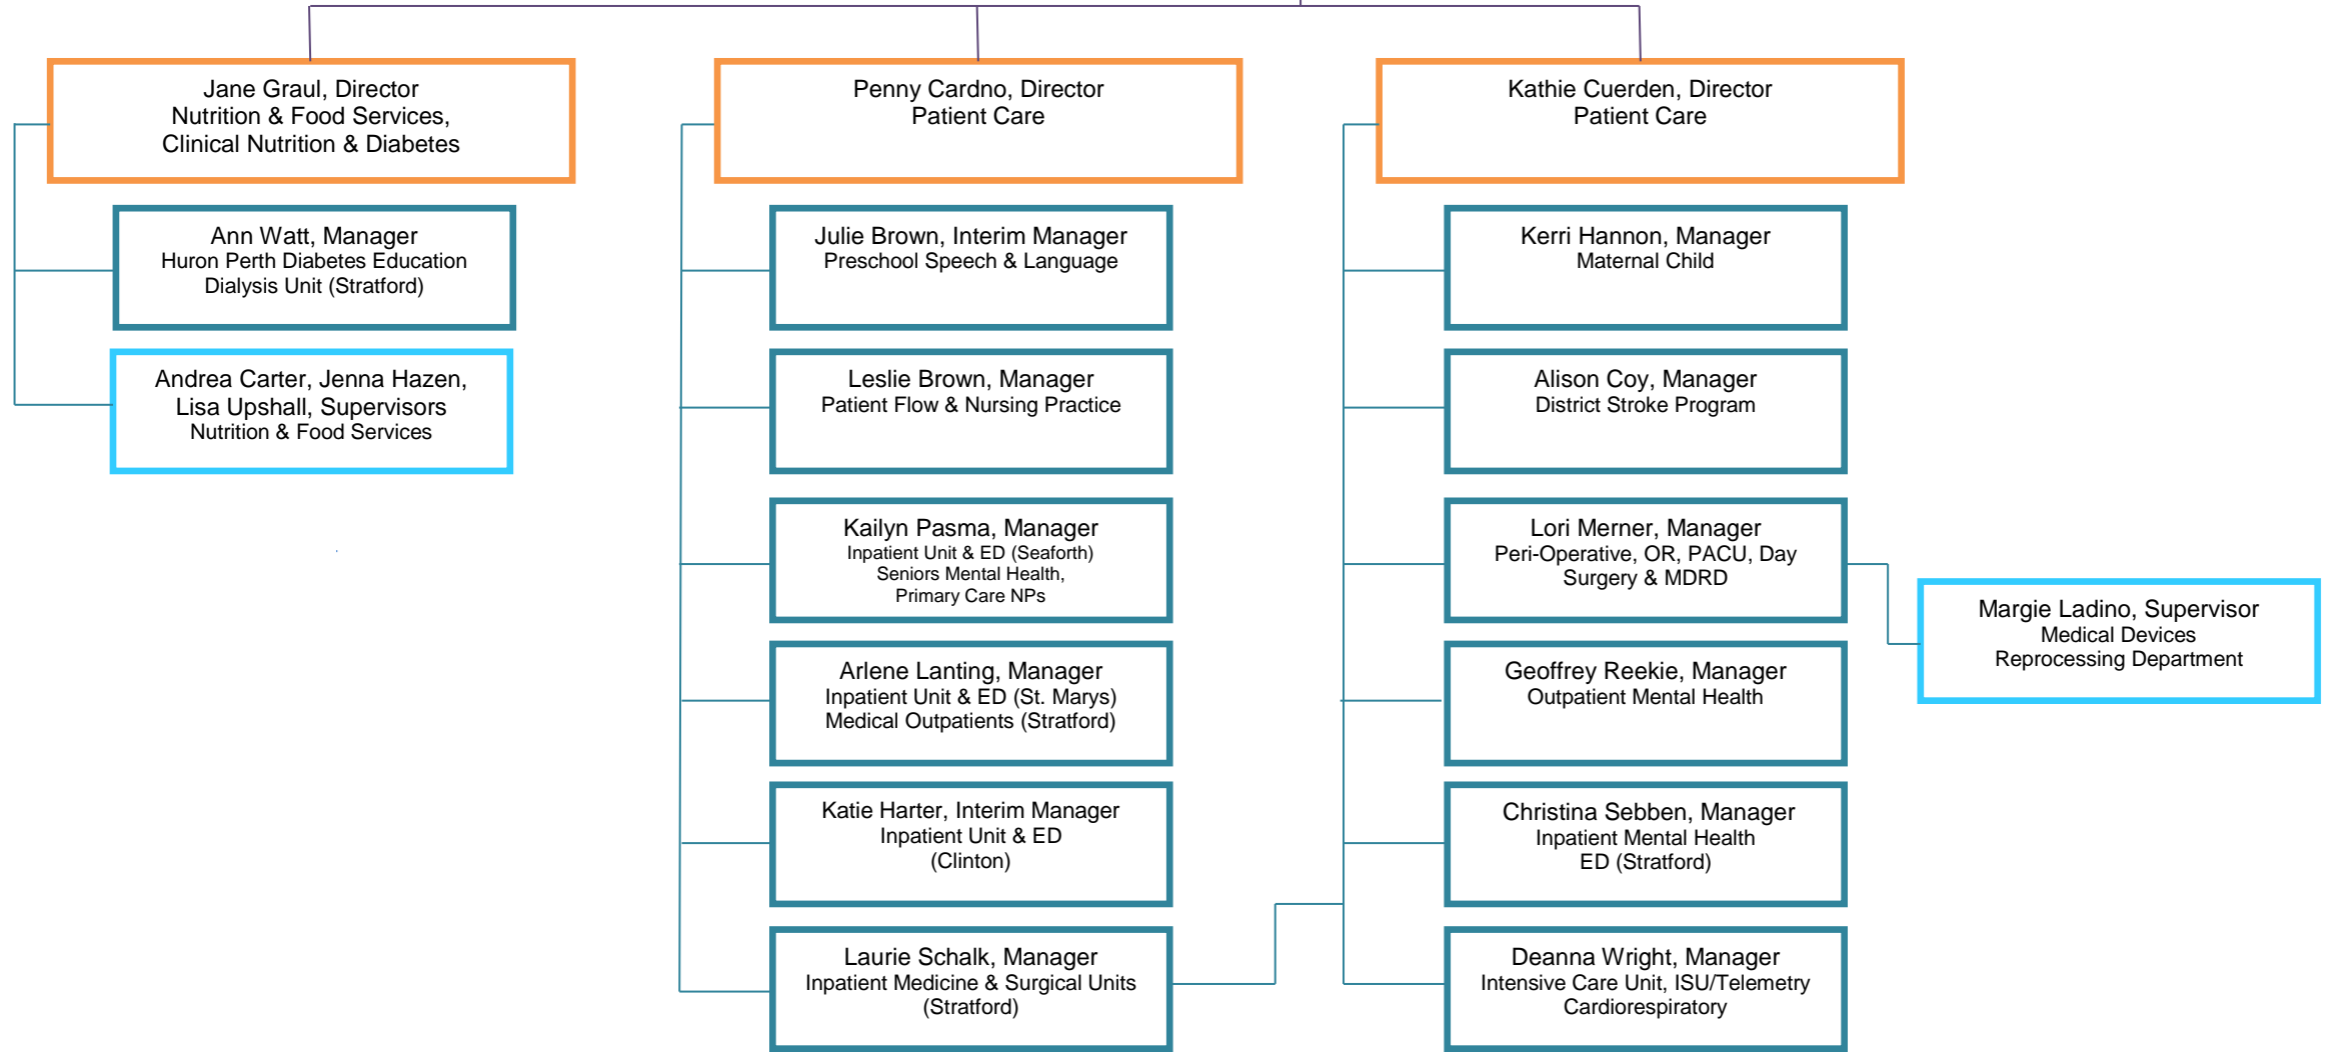 Jane Graul, Director
Nutrition & Food Services,
Clinical Nutrition & Diabetes
Ann Watt, Manager
Huron Perth Diabetes Education
Dialysis Unit (Stratford)
Andrea Carter, Jenna Hazen,
Lisa Upshall, Supervisors
Nutrition & Food Services
Penny Cardno, Director
Patient Care
Julie Brown, Interim Manager
Preschool Speech & Language
Leslie Brown, Manager
Patient Flow & Nursing Practice
Kailyn Pasma, Manager
Inpatient Unit & ED (Seaforth)
Seniors Mental Health,
Primary Care NPs
Arlene Lanting, Manager
Inpatient Unit & ED (St. Marys)
Medical Outpatients (Stratford)
Katie Harter, Interim Manager
Inpatient Unit & ED
(Clinton)
Laurie Schalk, Manager
Inpatient Medicine & Surgical Units
(Stratford)
Kathie Cuerden, Director
Patient Care
Kerri Hannon, Manager
Maternal Child
Alison Coy, Manager
District Stroke Program
Lori Merner, Manager
Peri-Operative, OR, PACU, Day
Surgery & MDRD
Margie Ladino, Supervisor
Medical Devices
Reprocessing Department
Geoffrey Reekie, Manager
Outpatient Mental Health
Christina Sebben, Manager
Inpatient Mental Health
ED (Stratford)
Deanna Wright, Manager
Intensive Care Unit, ISU/Telemetry
Cardiorespiratory